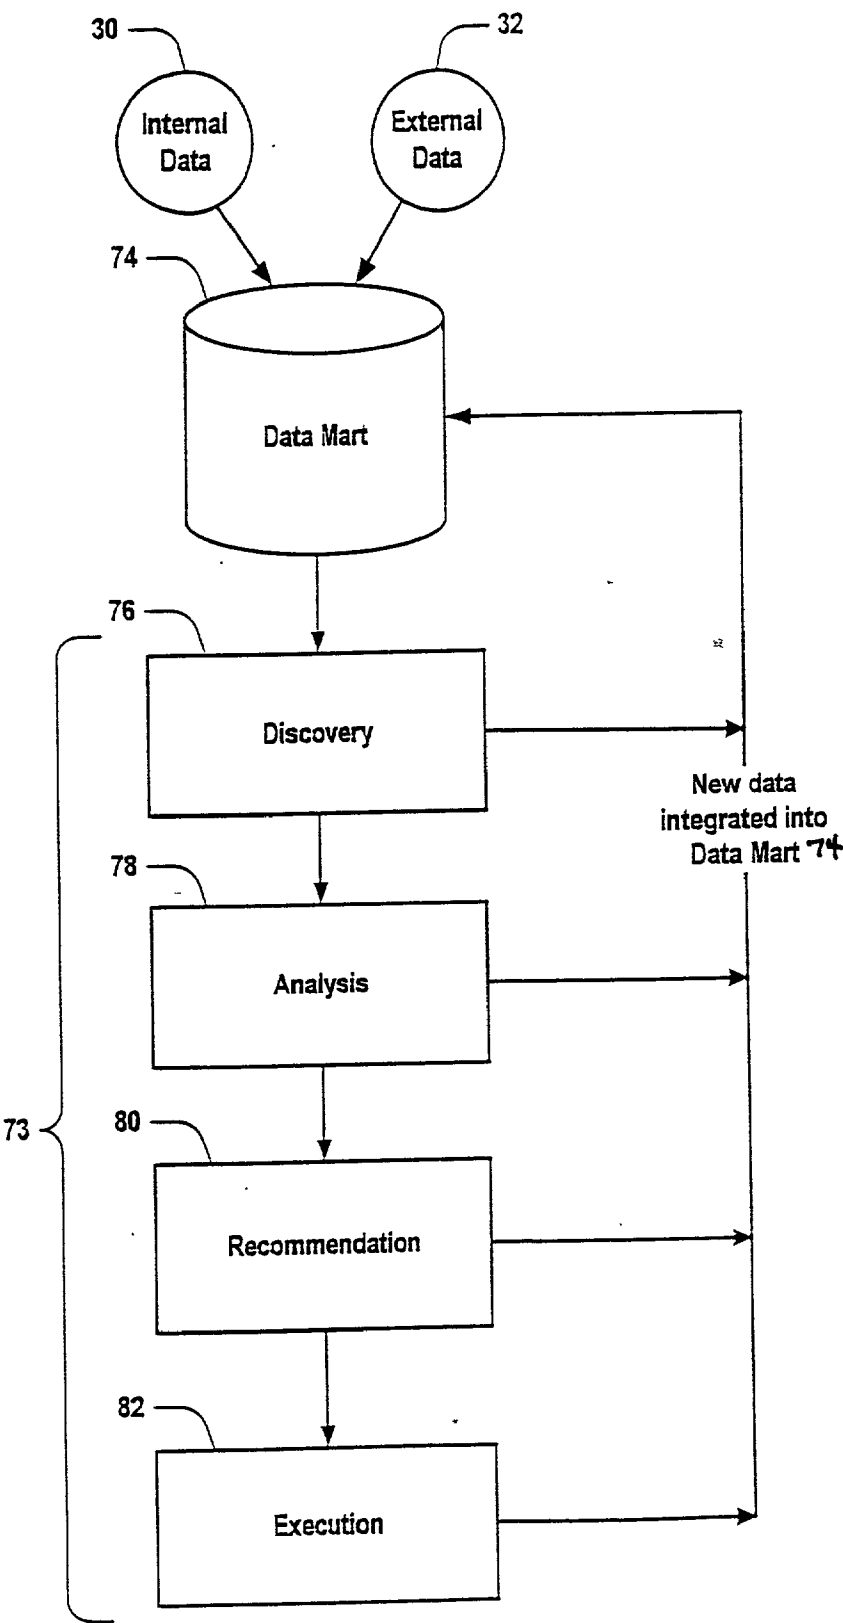 30
32
Internal
Data
External
Data
74
Data Mart
76
Discovery
New data
integrated into
Data Mart 74
78
Analysis
73
80
Recommendation
82
Execution